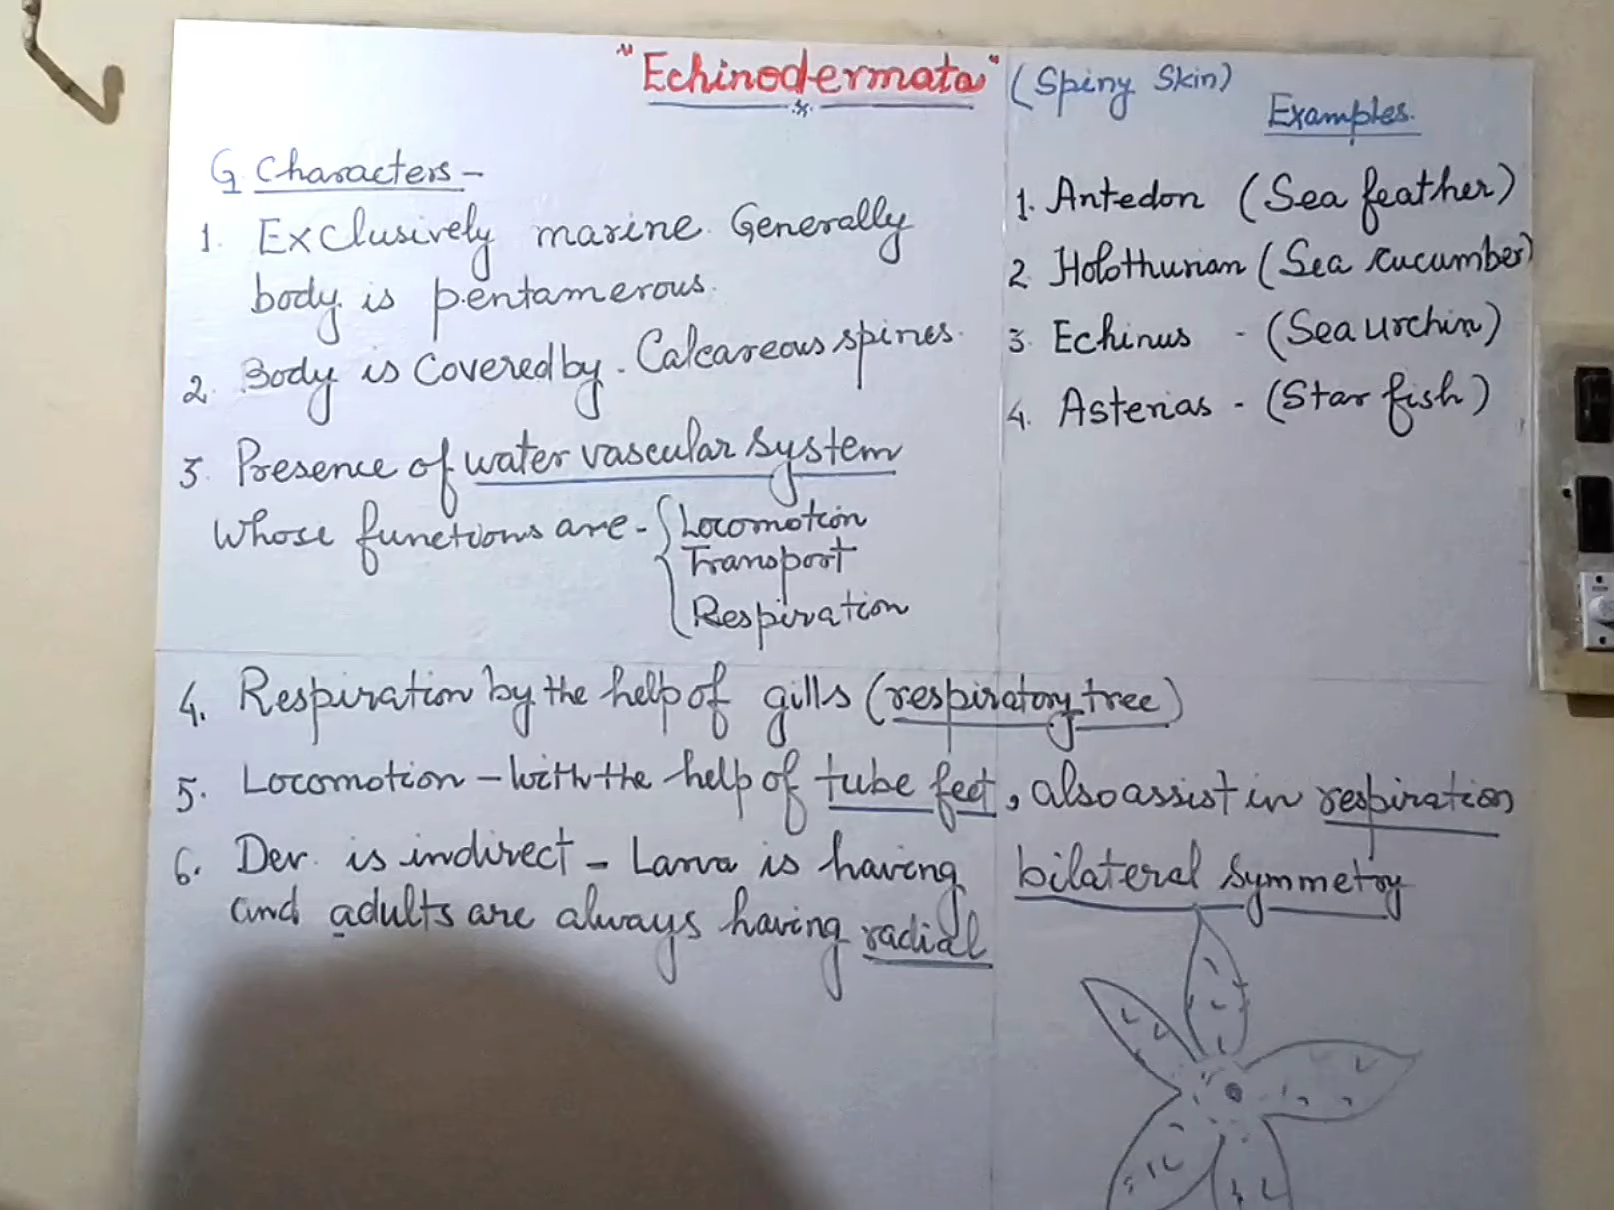 "Echinodermata" (Spiny Skin)
Examples.
G. Characters -
1. Exclusively marine. Generally
body is pentamerous.
2. Body is covered by. Calcareous spines.
3. Presence of water vascular system
whose functions are - { Locomotion
Transport
Respiration
1. Antedon (Sea feather)
2. Holothurian (Sea cucumber)
3. Echinus - (Sea urchin)
4. Asterias - (Star fish)
4. Respiration by the help of gills (respiratory tree)
5. Locomotion - with the help of tube feet, also assist in respiration
6. Dev. is indirect - Larva is having bilateral symmetry
and adults are always having radial